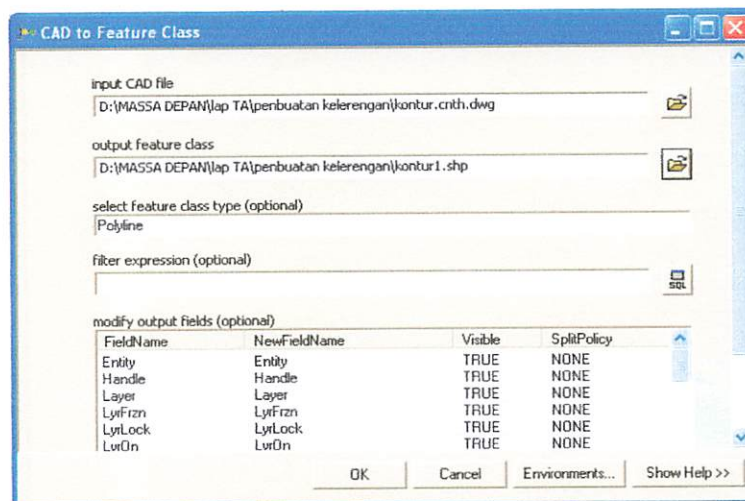 CAD to Feature Class
input CAD file
D:\MASSA DEPAN\lap TA\penbuatan kelerengan\kontur.cnth.dwg
output feature class
D:\MASSA DEPAN\lap TA\penbuatan kelerengan\kontur1.shp
select feature class type (optional)
Polyline
filter expression (optional)
SQL
modify output fields (optional)
FieldName NewFieldName Visible SplitPolicy
Entity Entity TRUE NONE
Handle Handle TRUE NONE
Layer Layer TRUE NONE
LyrFrzn LyrFrzn TRUE NONE
LyrLock LyrLock TRUE NONE
LyrOn LyrOn TRUE NONE
OK Cancel Environments... Show Help >>